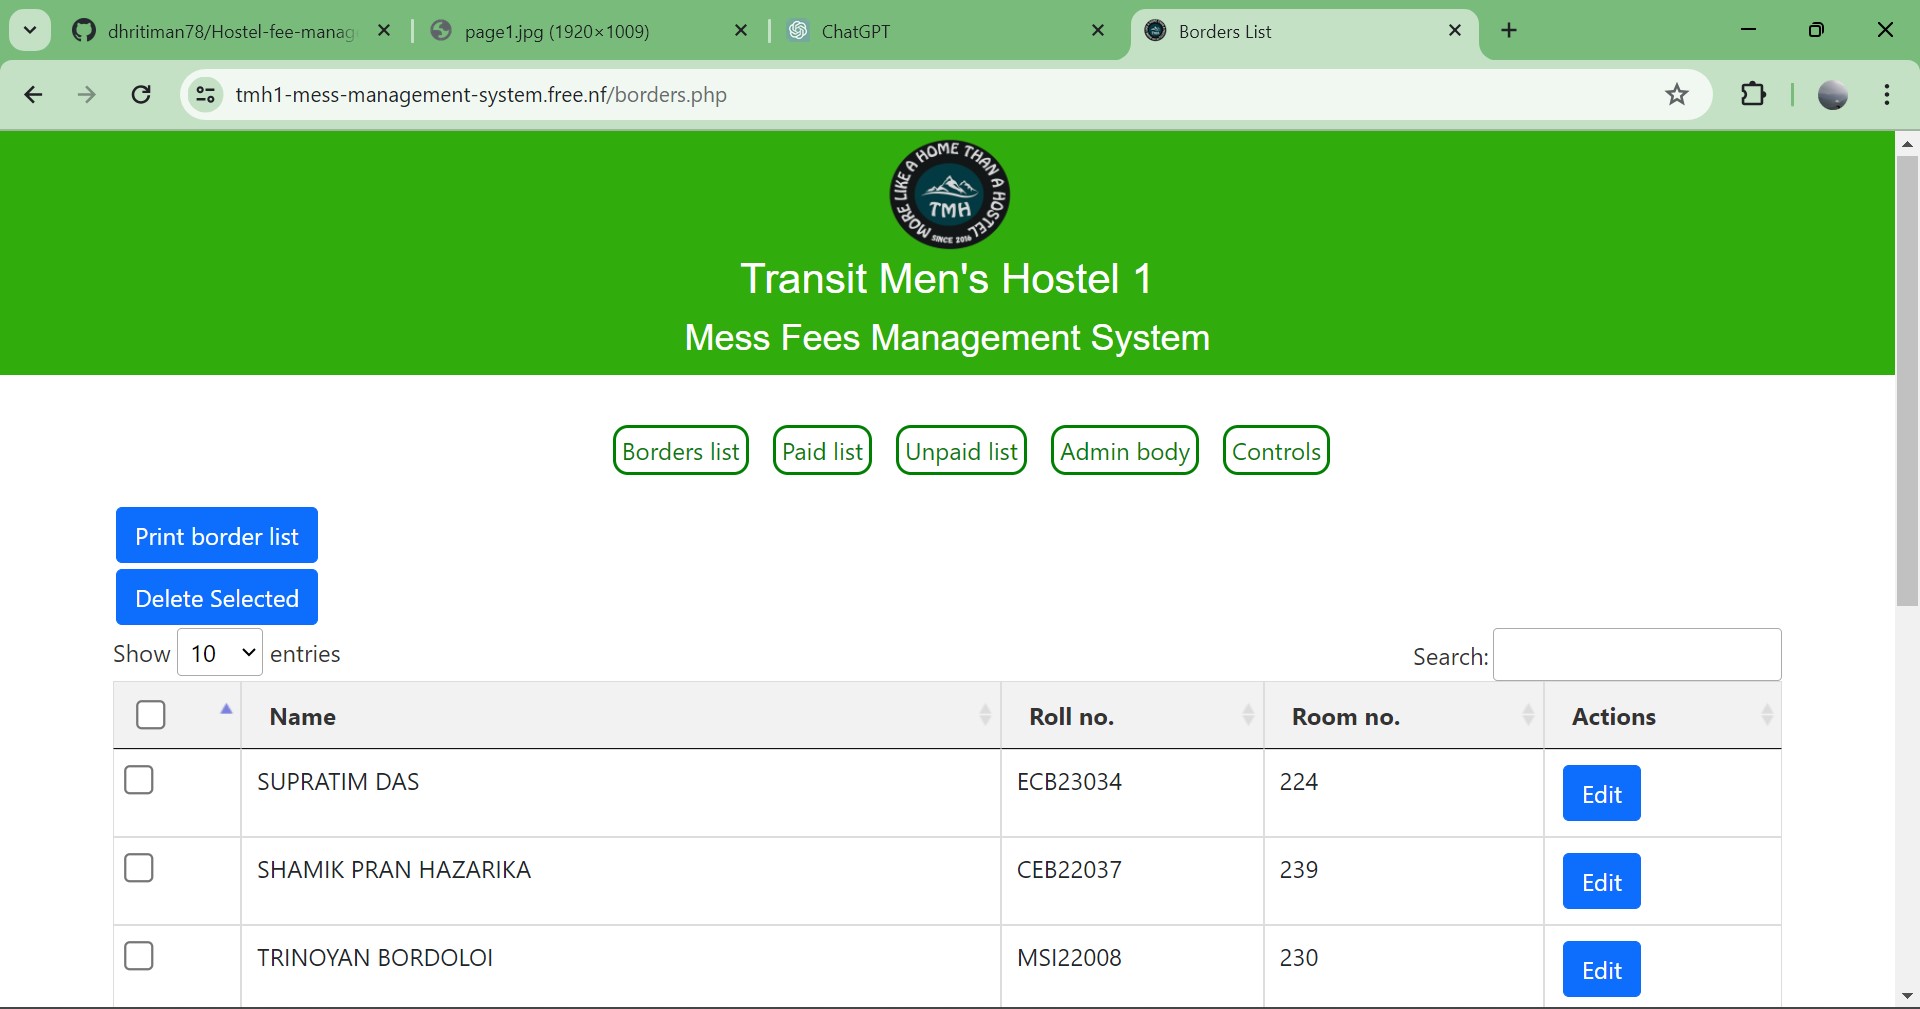 dhritiman78/Hostel-fee-manag
page1.jpg (1920×1009)
ChatGPT
Borders List
tmh1-mess-management-system.free.nf/borders.php
MORE LIKE A HOME THAN A HOSTEL
TMH
SINCE 2016
Transit Men's Hostel 1
Mess Fees Management System
Borders list Paid list Unpaid list Admin body Controls
Print border list
Delete Selected
Show 10 entries Search:
Name Roll no. Room no. Actions
SUPRATIM DAS ECB23034 224 Edit
SHAMIK PRAN HAZARIKA CEB22037 239 Edit
TRINOYAN BORDOLOI MSI22008 230 Edit